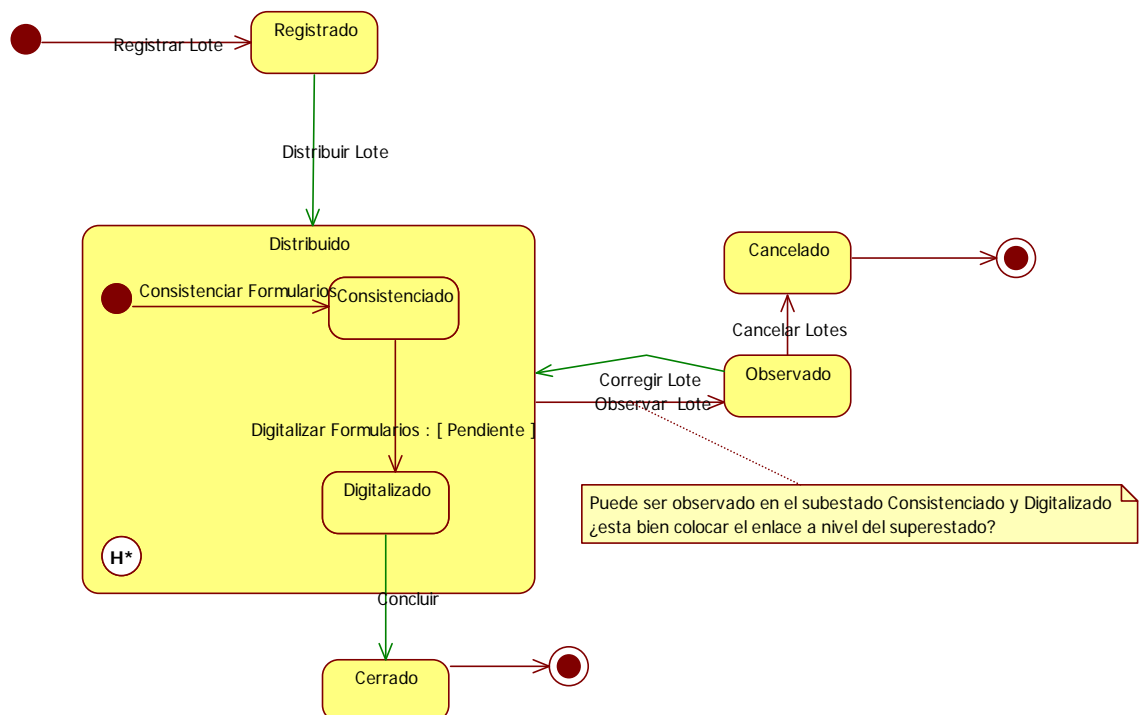 Registrado
Registrar Lote
Distribuir Lote
Distribuido
Cancelado
Consistenciar Formularios
Consistenciado
Cancelar Lotes
Observado
Corregir Lote
Observar Lote
Digitalizar Formularios : [ Pendiente ]
Digitalizado
Puede ser observado en el subestado Consistenciado y Digitalizado
¿esta bien colocar el enlace a nivel del superestado?
H*
Concluir
Cerrado